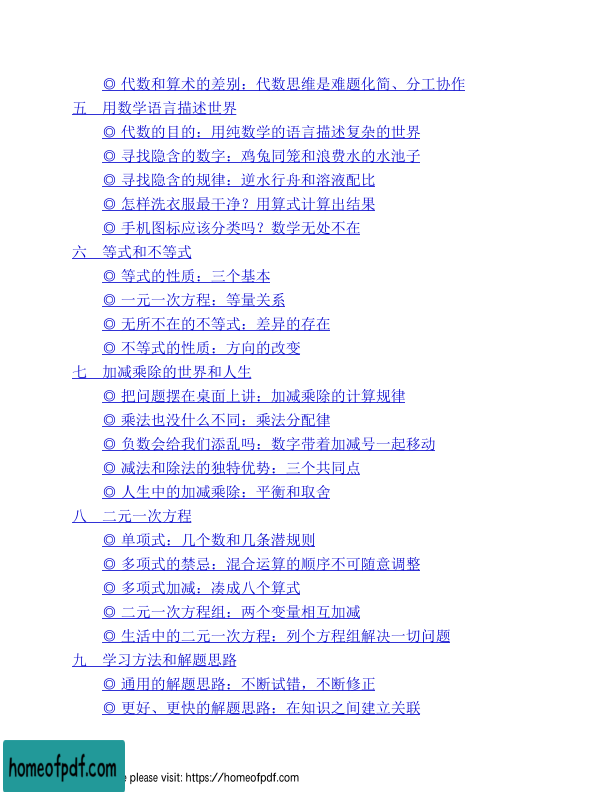 ◎ 代数和算术的差别：代数思维是难题化简、分工协作
五　用数学语言描述世界
◎ 代数的目的：用纯数学的语言描述复杂的世界
◎ 寻找隐含的数字：鸡兔同笼和浪费水的水池子
◎ 寻找隐含的规律：逆水行舟和溶液配比
◎ 怎样洗衣服最干净？用算式计算出结果
◎ 手机图标应该分类吗？数学无处不在
六　等式和不等式
◎ 等式的性质：三个基本
◎ 一元一次方程：等量关系
◎ 无所不在的不等式：差异的存在
◎ 不等式的性质：方向的改变
七　加减乘除的世界和人生
◎ 把问题摆在桌面上讲：加减乘除的计算规律
◎ 乘法也没什么不同：乘法分配律
◎ 负数会给我们添乱吗：数字带着加减号一起移动
◎ 减法和除法的独特优势：三个共同点
◎ 人生中的加减乘除：平衡和取舍
八　二元一次方程
◎ 单项式：几个数和几条潜规则
◎ 多项式的禁忌：混合运算的顺序不可随意调整
◎ 多项式加减：凑成八个算式
◎ 二元一次方程组：两个变量相互加减
◎ 生活中的二元一次方程：列个方程组解决一切问题
九　学习方法和解题思路
◎ 通用的解题思路：不断试错，不断修正
◎ 更好、更快的解题思路：在知识之间建立关联
homeofpdf.com
e please visit: https://homeofpdf.com